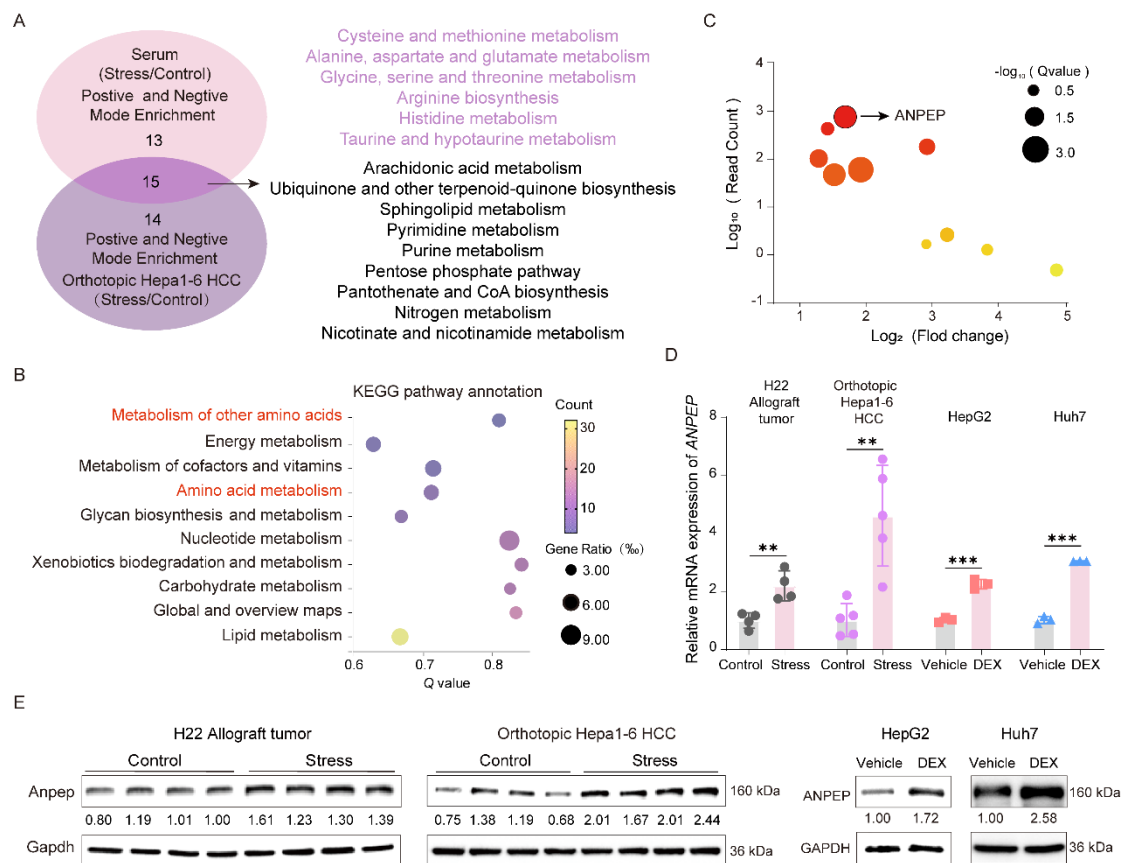 A
Serum
(Stress/Control)
Postive and Negtive
Mode Enrichment
13
15
14
Postive and Negtive
Mode Enrichment
Orthotopic Hepa1-6 HCC
(Stress/Control)
Cysteine and methionine metabolism
Alanine, aspartate and glutamate metabolism
Glycine, serine and threonine metabolism
Arginine biosynthesis
Histidine metabolism
Taurine and hypotaurine metabolism
Arachidonic acid metabolism
Ubiquinone and other terpenoid-quinone biosynthesis
Sphingolipid metabolism
Pyrimidine metabolism
Purine metabolism
Pentose phosphate pathway
Pantothenate and CoA biosynthesis
Nitrogen metabolism
Nicotinate and nicotinamide metabolism
B
KEGG pathway annotation
Metabolism of other amino acids
Energy metabolism
Metabolism of cofactors and vitamins
Amino acid metabolism
Glycan biosynthesis and metabolism
Nucleotide metabolism
Xenobiotics biodegradation and metabolism
Carbohydrate metabolism
Global and overview maps
Lipid metabolism
0.6 0.7 0.8
Q value
Count
30
20
10
Gene Ratio (‰)
3.00
6.00
9.00
C
Log₁₀ (Read Count)
4
3
2
1
0
-1
1 2 3 4 5
Log₂ (Flod change)
ANPEP
-log₁₀ ( Qvalue )
0.5
1.5
3.0
D
Relative mRNA expression of ANPEP
8
6
4
2
0
H22
Allograft
tumor
Orthotopic
Hepa1-6
HCC
HepG2
Huh7
** ** *** ***
Control Stress Control Stress Vehicle DEX Vehicle DEX
E
H22 Allograft tumor
Control Stress
Anpep
0.80 1.19 1.01 1.00 1.61 1.23 1.30 1.39
Gapdh
Orthotopic Hepa1-6 HCC
Control Stress
160 kDa
0.75 1.38 1.19 0.68 2.01 1.67 2.01 2.44
36 kDa
HepG2 Huh7
Vehicle DEX Vehicle DEX
ANPEP 160 kDa
1.00 1.72 1.00 2.58
GAPDH 36 kDa